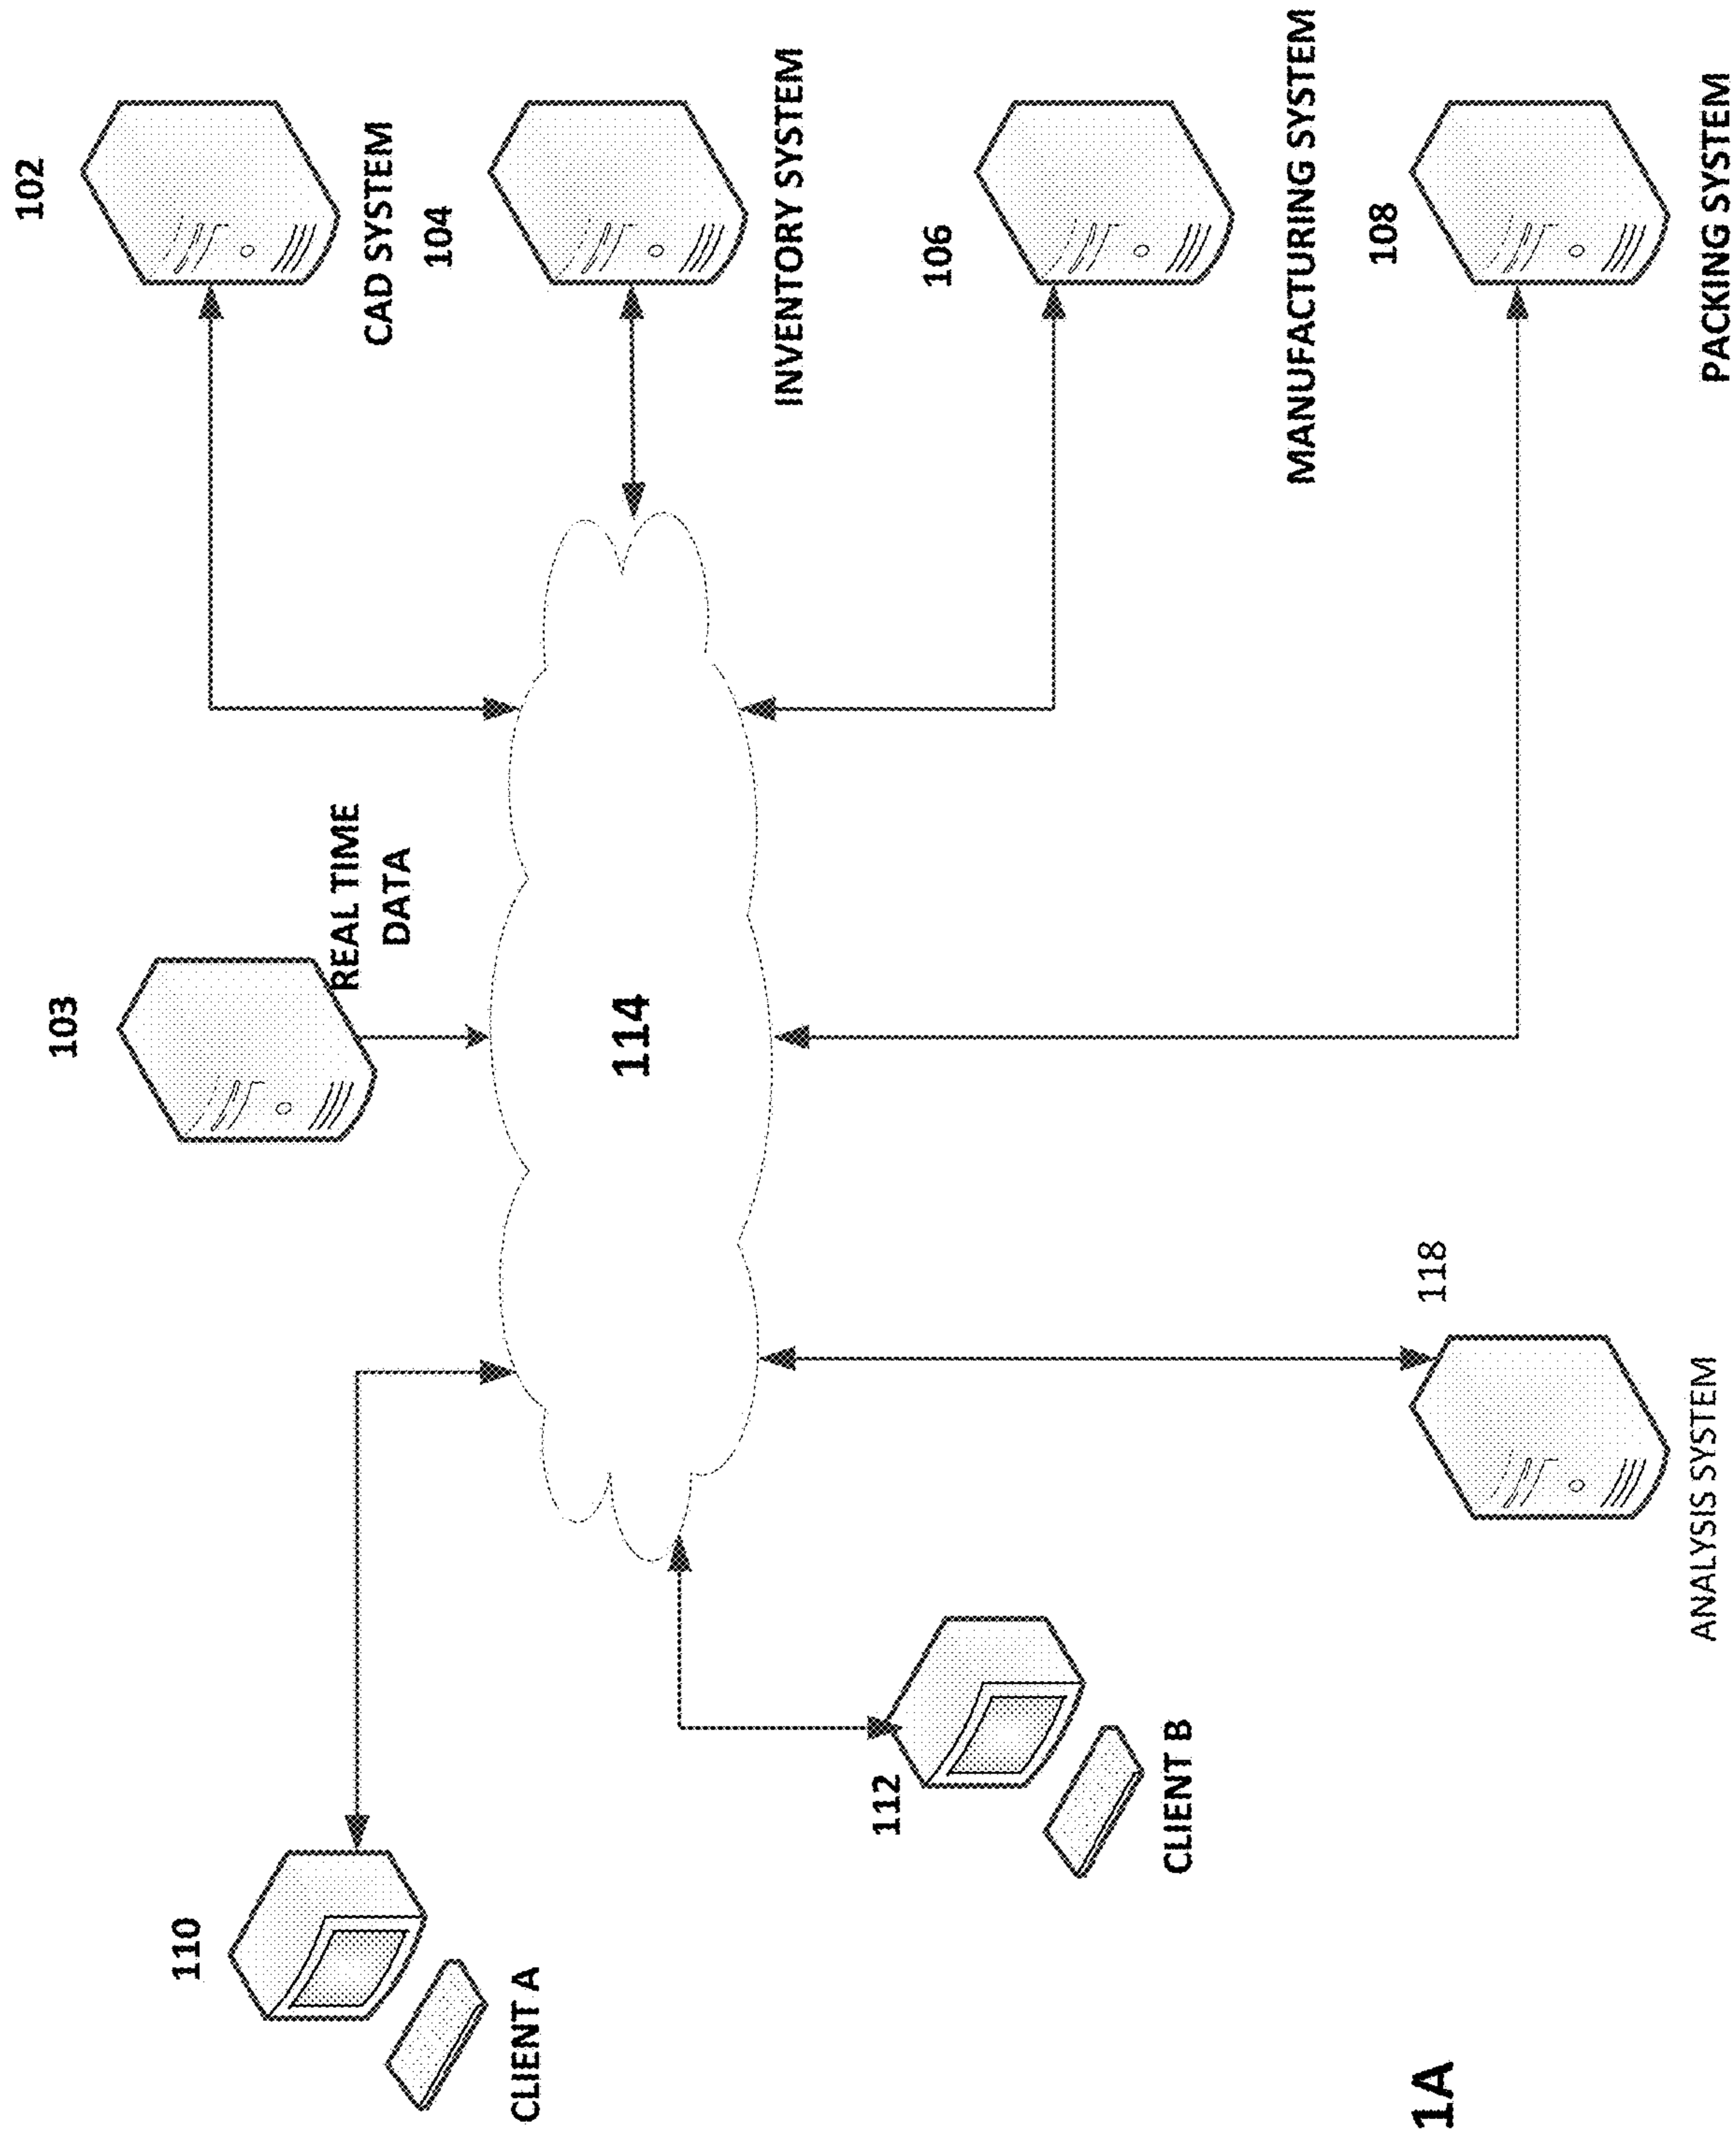 102
CAD SYSTEM
103
REAL TIME
DATA
104
INVENTORY SYSTEM
110
CLIENT A
114
106
MANUFACTURING SYSTEM
112
CLIENT B
118
ANALYSIS SYSTEM
108
PACKING SYSTEM
1A